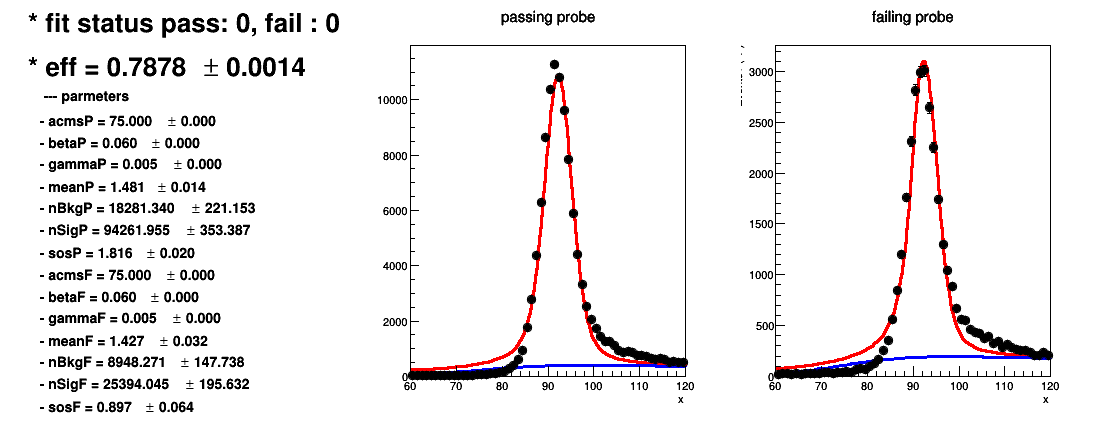 * fit status pass: 0, fail : 0
* eff = 0.7878 ± 0.0014
--- parmeters
- acmsP = 75.000 ± 0.000
- betaP = 0.060 ± 0.000
- gammaP = 0.005 ± 0.000
- meanP = 1.481 ± 0.014
- nBkgP = 18281.340 ± 221.153
- nSigP = 94261.955 ± 353.387
- sosP = 1.816 ± 0.020
- acmsF = 75.000 ± 0.000
- betaF = 0.060 ± 0.000
- gammaF = 0.005 ± 0.000
- meanF = 1.427 ± 0.032
- nBkgF = 8948.271 ± 147.738
- nSigF = 25394.045 ± 195.632
- sosF = 0.897 ± 0.064
passing probe
10000
8000
6000
4000
2000
0
60 70 80 90 100 110 120
x
failing probe
3000
2500
2000
1500
1000
500
0
60 70 80 90 100 110 120
x